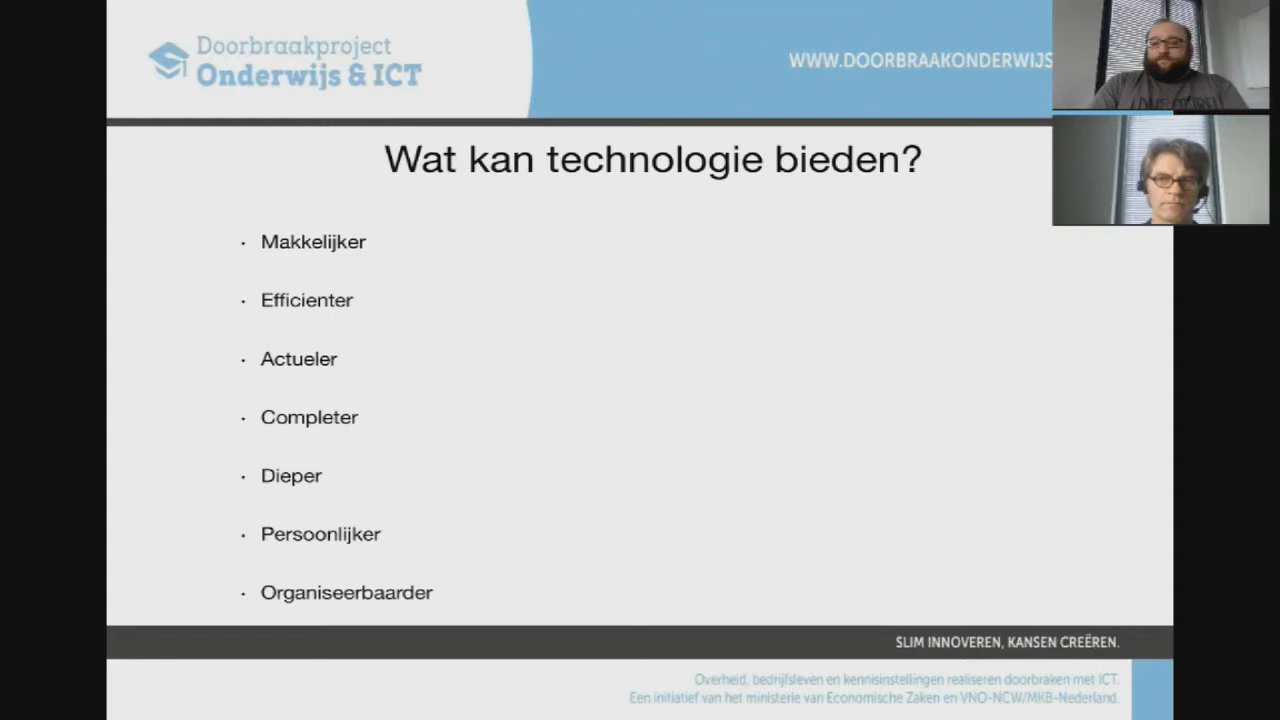 Doorbraakproject
Onderwijs & ICT
WWW.DOORBRAAKONDERWIJS
Wat kan technologie bieden?
· Makkelijker
· Efficienter
· Actueler
· Completer
· Dieper
· Persoonlijker
· Organiseerbaarder
SLIM INNOVEREN, KANSEN CREËREN.
Overheid, bedrijfsleven en kennisinstellingen realiseren doorbraken met ICT.
Een initiatief van het ministerie van Economische Zaken en VNO-NCW/MKB-Nederland.